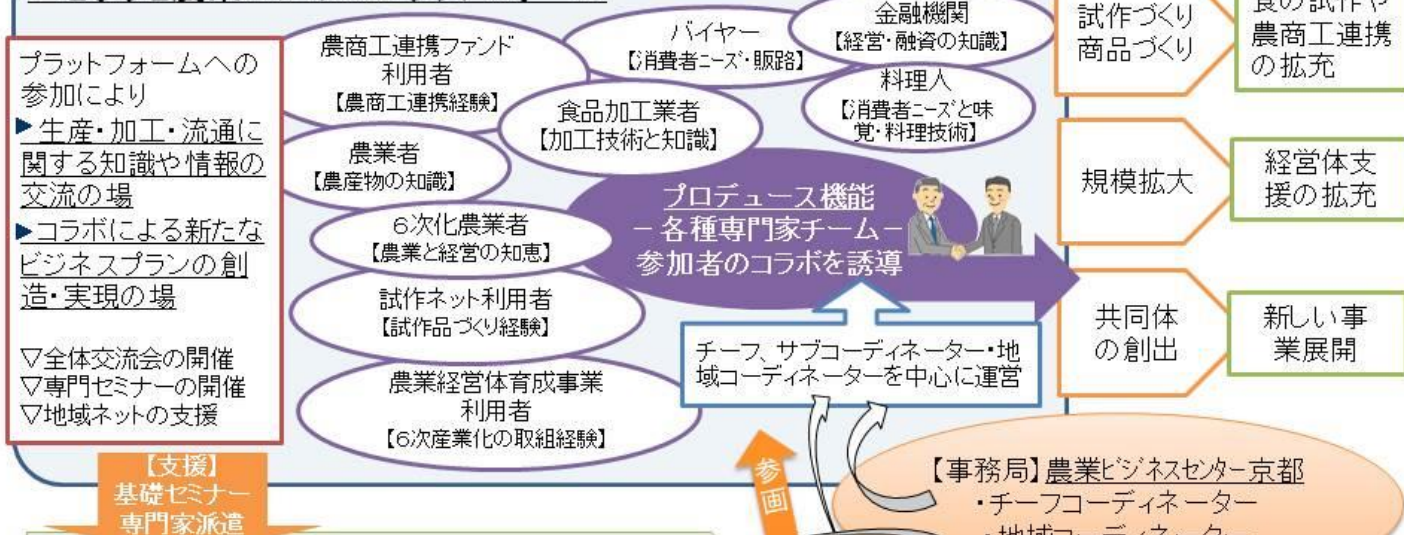 プラットフォームへの
参加により
▶生産・加工・流通に
関する知識や情報の
交流の場
▶コラボによる新たな
ビジネスプランの創
造・実現の場
▽全体交流会の開催
▽専門セミナーの開催
▽地域ネットの支援
農商工連携ファンド
利用者
【農商工連携経験】
バイヤー
【消費者ニーズ・販路】
金融機関
【経営・融資の知識】
料理人
【消費者ニーズと味
覚・料理技術】
食品加工業者
【加工技術と知識】
農業者
【農産物の知識】
6次化農業者
【農業と経営の知恵】
試作ネット利用者
【試作品づくり経験】
農業経営体育成事業
利用者
【6次産業化の取組経験】
プロデュース機能
－各種専門家チーム－
参加者のコラボを誘導
チーフ、サブコーディネーター・地
域コーディネーターを中心に運営
試作づくり
商品づくり
食の試作や
農商工連携
の拡充
規模拡大
経営体支
援の拡充
共同体
の創出
新しい事
業展開
【支援】
基礎セミナー
専門家派遣
参画
【事務局】農業ビジネスセンター京都
・チーフコーディネーター
・地域コーディネーター